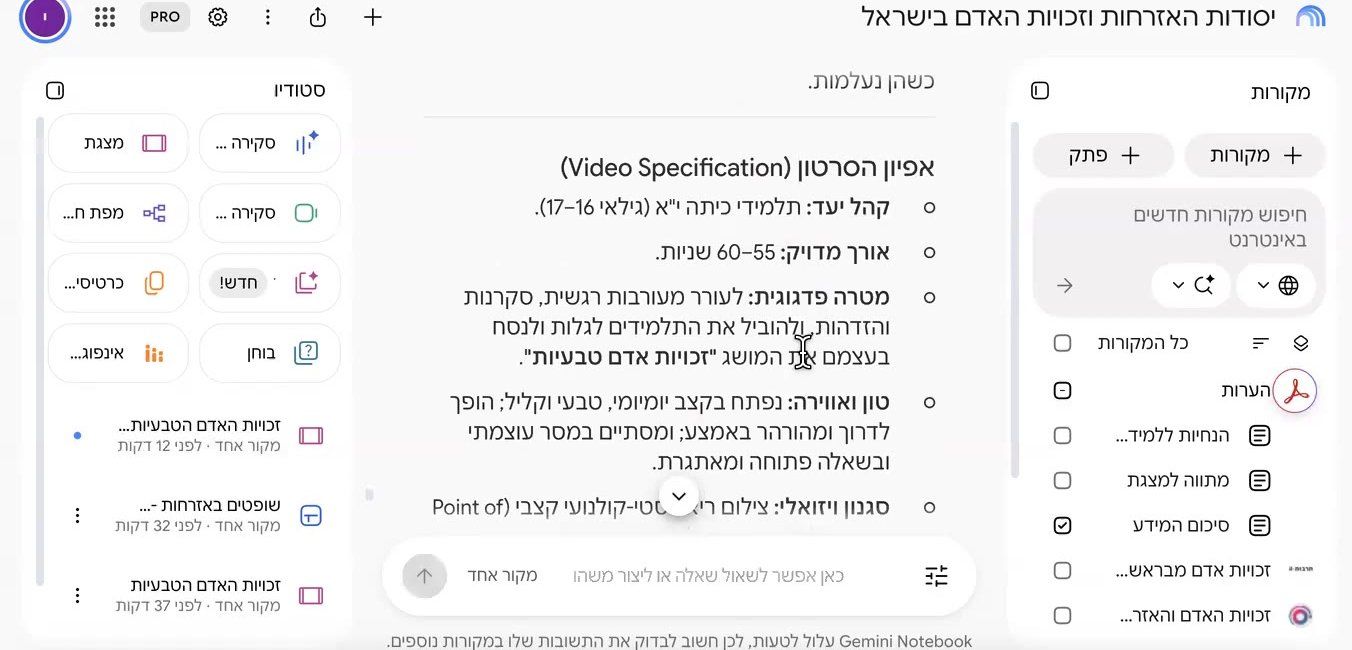 יסודות האזרחות וזכויות האדם בישראל
PRO
I
מקורות
+ מקורות
+ פתק
חיפוש מקורות חדשים
באינטרנט
כל המקורות
הערות
הנחיות ללמיד...
מתווה למצגת
סיכום המידע
זכויות אדם מבראש...
זכויות האדם והאזר...
כשהן נעלמות.
אפיון הסרטון (Video Specification)
קהל יעד: תלמידי כיתה י"א (גילאי 16–17).
אורך מדויק: 55–60 שניות.
מטרה פדגוגית: לעורר מעורבות רגשית, סקרנות
והזדהות, ולהוביל את התלמידים לגלות ולנסח
בעצמם את המושג "זכויות אדם טבעיות".
טון ואווירה: נפתח בקצב יומיומי, טבעי וקליל; הופך
לדרוך ומהורהר באמצע; ומסתיים במסר עוצמתי
ובשאלה פתוחה ומאתגרת.
סגנון ויזואלי: צילום קולנועי קצבי (Point of
כאן אפשר לשאול שאלה או ליצור משהו
מקור אחד
Gemini Notebook עלול לטעות, לכן חשוב לבדוק את התשובות שלו במקורות נוספים.
סטודיו
סקירה ...
מצגת
סקירה ...
מפת ח...
חדש!
כרטיסי...
בוחן
אינפוג...
זכויות האדם הטבעיות...
מקור אחד · לפני 12 דקות
שופטים באזרחות -...
מקור אחד · לפני 32 דקות
זכויות האדם הטבעיות
מקור אחד · לפני 37 דקות